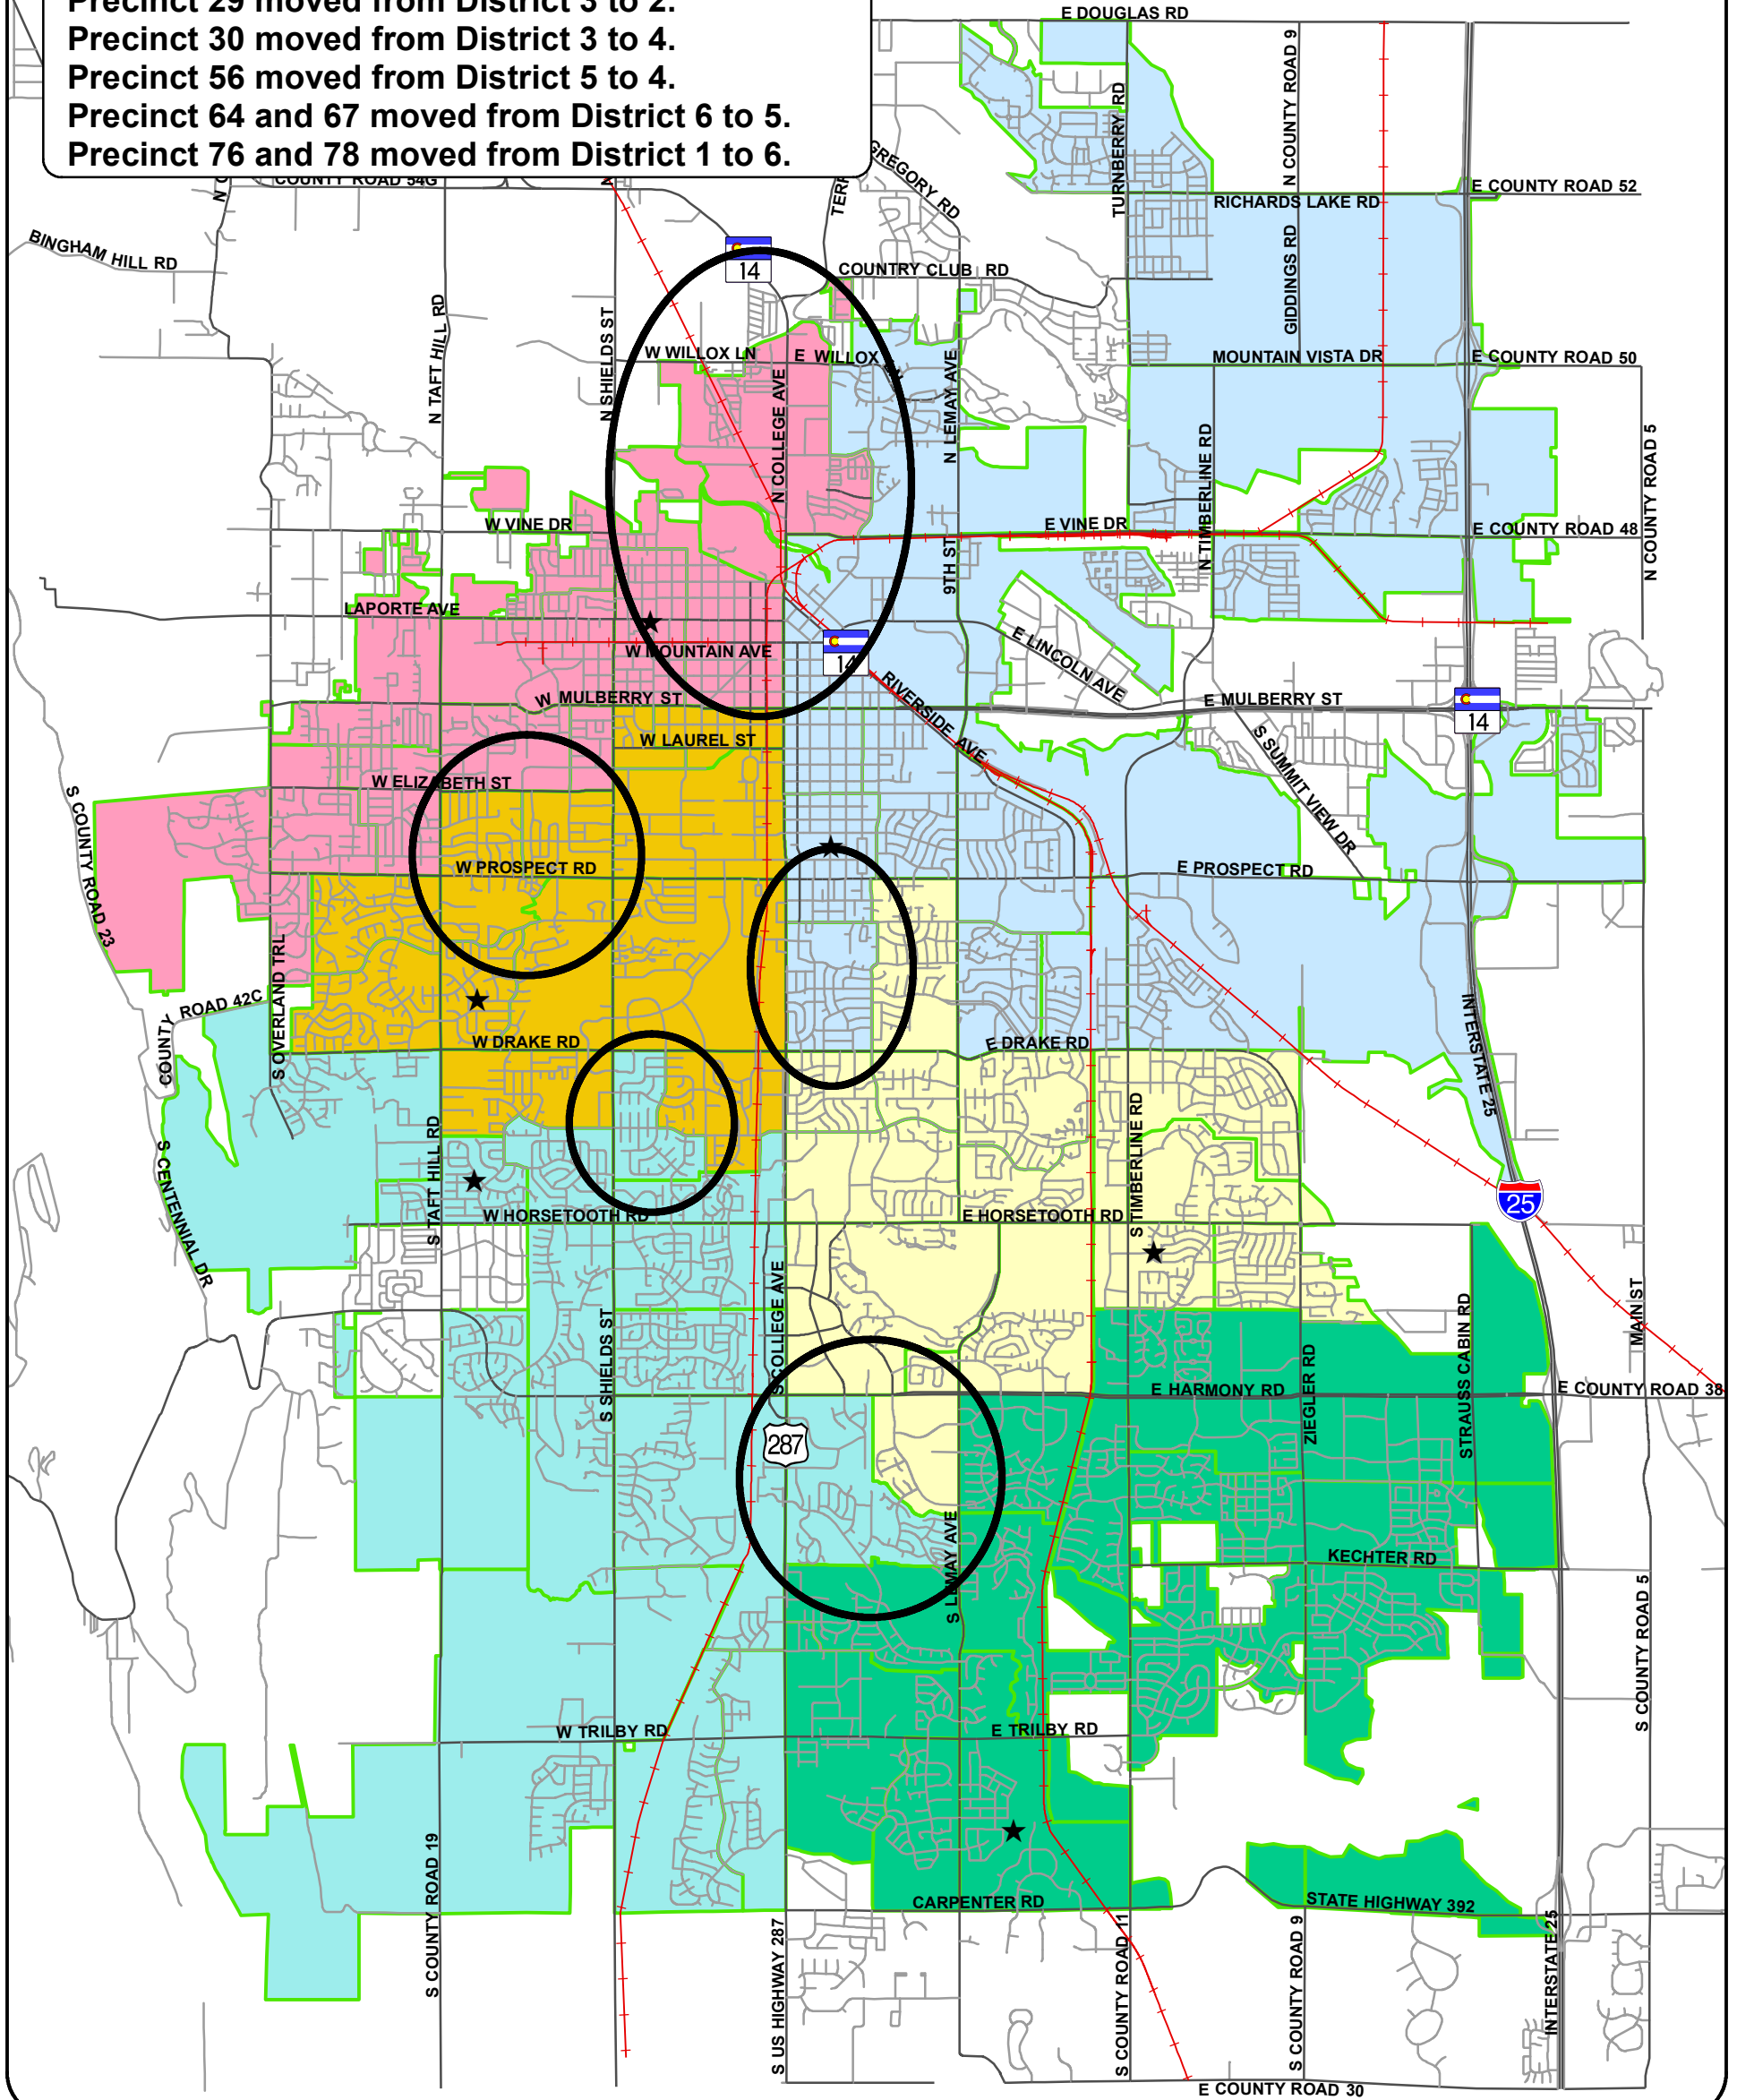 Precinct 29 moved from District 3 to 2.
Precinct 30 moved from District 3 to 4.
Precinct 56 moved from District 5 to 4.
Precinct 64 and 67 moved from District 6 to 5.
Precinct 76 and 78 moved from District 1 to 6.
E DOUGLAS RD
N COUNTY ROAD 9
TURNBERRY RD
GREGORY RD
COUNTY ROAD 54G
E COUNTY ROAD 52
RICHARDS LAKE RD
BINGHAM HILL RD
14
COUNTRY CLUB RD
GIDDINGS RD
N TAFT HILL RD
N SHIELDS ST
W WILLOX LN
E WILLOX
MOUNTAIN VISTA DR
E COUNTY ROAD 50
N COLLEGE AVE
N LEMAY AVE
N TIMBERLINE RD
N COUNTY ROAD 5
W VINE DR
E VINE DR
E COUNTY ROAD 48
9TH ST
LAPORTE AVE
W MOUNTAIN AVE
14
E LINCOLN AVE
W MULBERRY ST
RIVERSIDE AVE
E MULBERRY ST
14
W LAUREL ST
S SUMMIT VIEW DR
W ELIZABETH ST
S COUNTY ROAD 23
W PROSPECT RD
E PROSPECT RD
S OVERLAND TRL
COUNTY ROAD 42C
INTERSTATE 25
W DRAKE RD
E DRAKE RD
S TAFT HILL RD
S TIMBERLINE RD
S CENTENNIAL DR
25
W HORSETOOTH RD
E HORSETOOTH RD
S COLLEGE AVE
S SHIELDS ST
MAIN ST
STRAUSS CABIN RD
ZIEGLER RD
E HARMONY RD
E COUNTY ROAD 38
287
S LEMAY AVE
KECHTER RD
S COUNTY ROAD 5
W TRILBY RD
E TRILBY RD
S COUNTY ROAD 19
CARPENTER RD
STATE HIGHWAY 392
S US HIGHWAY 287
S COUNTY ROAD 11
S COUNTY ROAD 9
INTERSTATE 25
E COUNTY ROAD 30